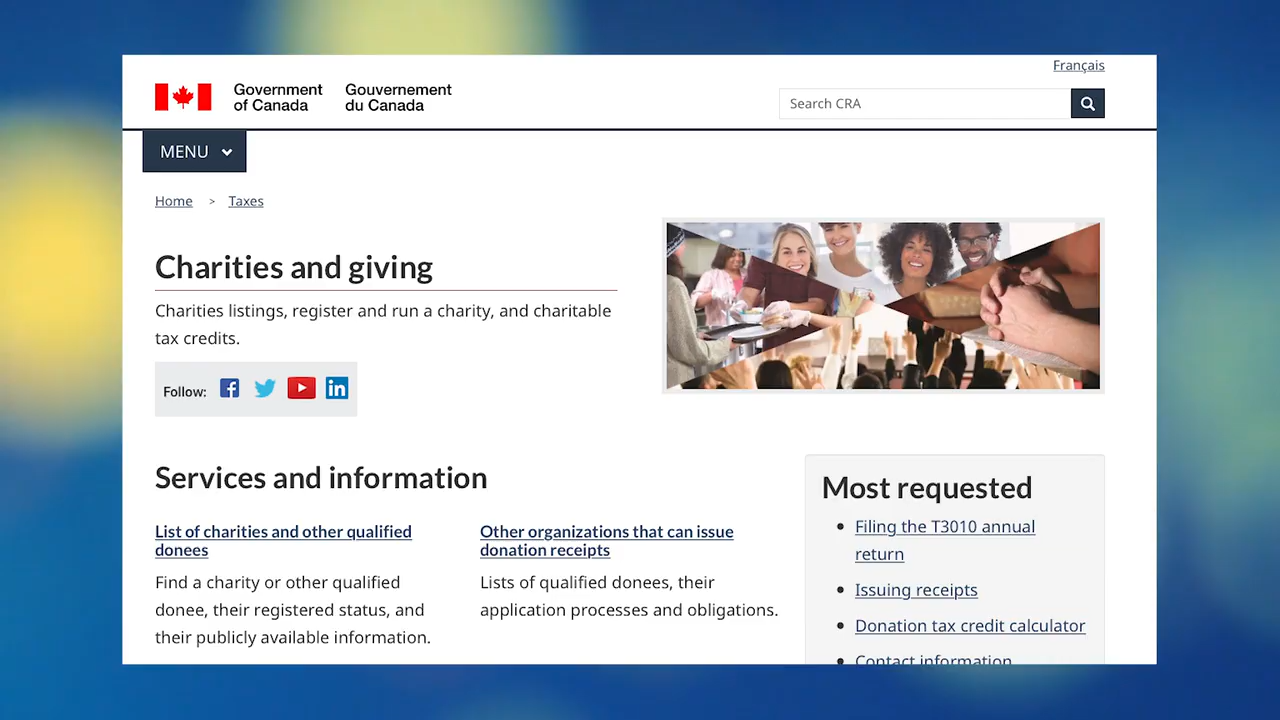 Français
Government
of Canada
Gouvernement
du Canada
Search CRA
MENU
Home > Taxes
Charities and giving
Charities listings, register and run a charity, and charitable
tax credits.
Follow:
Services and information
List of charities and other qualified
donees
Find a charity or other qualified
donee, their registered status, and
their publicly available information.
Other organizations that can issue
donation receipts
Lists of qualified donees, their
application processes and obligations.
Most requested
Filing the T3010 annual
return
Issuing receipts
Donation tax credit calculator
Contact information